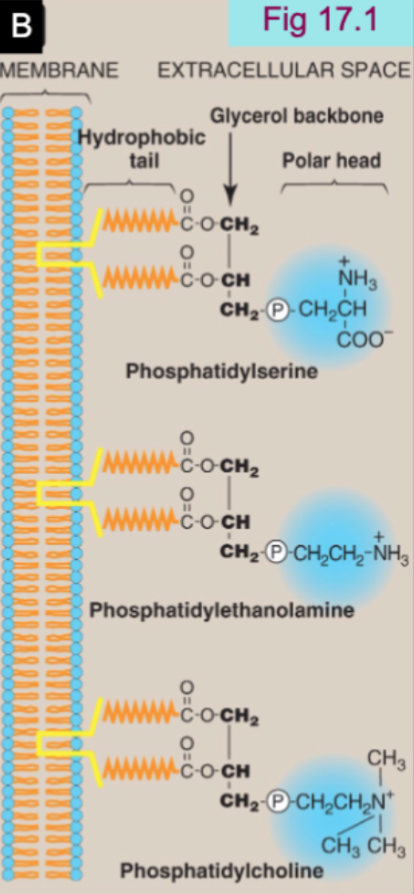 B
Fig 17.1
MEMBRANE EXTRACELLULAR SPACE
Glycerol backbone
Hydrophobic
tail
Polar head
O
C-O-CH₂
O
C-O-CH
CH₂-P-CH₂CH
+
NH₃
COO⁻
Phosphatidylserine
O
C-O-CH₂
O
C-O-CH
CH₂-P-CH₂CH₂-NH₃
+
Phosphatidylethanolamine
O
C-O-CH₂
O
C-O-CH
CH₃
CH₂-P-CH₂CH₂N⁺
CH₃ CH₃
Phosphatidylcholine